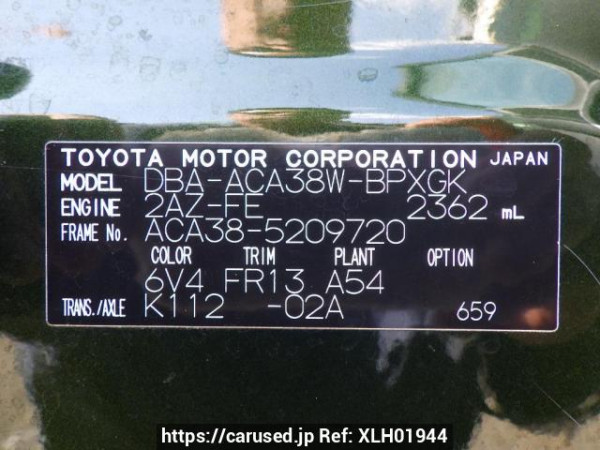 TOYOTA MOTOR CORPORATION JAPAN
MODEL DBA-ACA38W-BPXGK
ENGINE 2AZ-FE 2362 mL
FRAME No. ACA38-5209720
COLOR TRIM PLANT OPTION
6V4 FR13 A54
TRANS./AXLE K112 -02A 659
https://carused.jp Ref: XLH01944